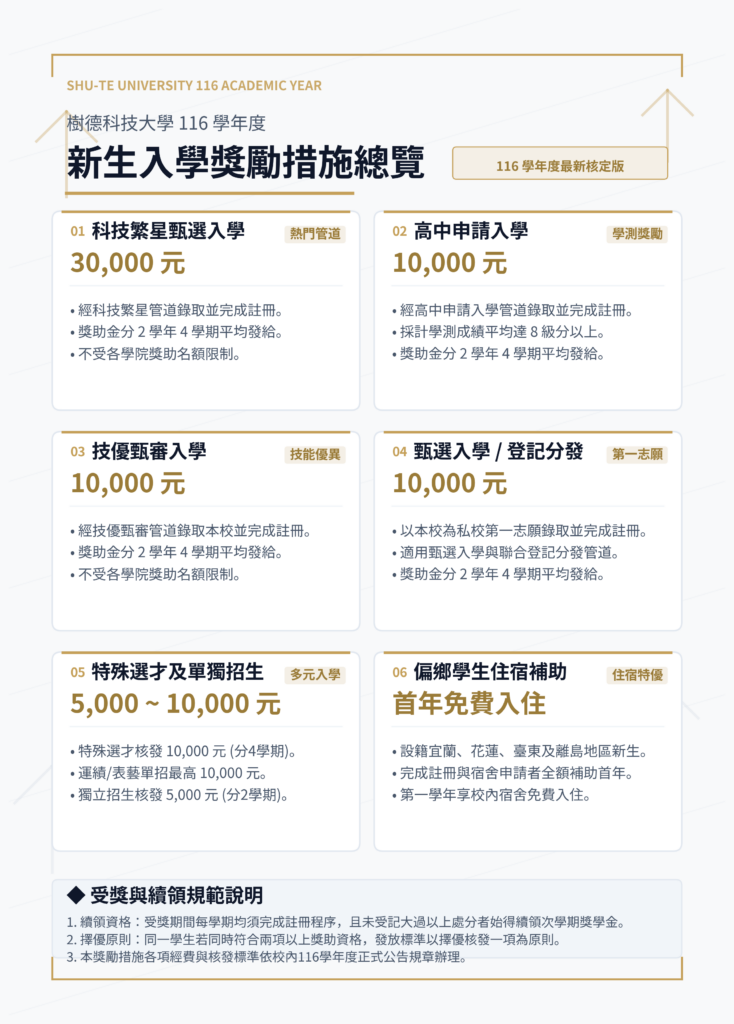 SHU-TE UNIVERSITY 116 ACADEMIC YEAR
樹德科技大學 116 學年度
新生入學獎勵措施總覽
116 學年度最新核定版
01 科技繁星甄選入學 熱門管道
30,000 元
• 經科技繁星管道錄取並完成註冊。
• 獎助金分 2 學年 4 學期平均發給。
• 不受各學院獎助名額限制。
02 高中申請入學 學測獎勵
10,000 元
• 經高中申請入學管道錄取並完成註冊。
• 採計學測成績平均達 8 級分以上。
• 獎助金分 2 學年 4 學期平均發給。
03 技優甄審入學 技能優異
10,000 元
• 經技優甄審管道錄取本校並完成註冊。
• 獎助金分 2 學年 4 學期平均發給。
• 不受各學院獎助名額限制。
04 甄選入學 / 登記分發 第一志願
10,000 元
• 以本校為私校第一志願錄取並完成註冊。
• 適用甄選入學與聯合登記分發管道。
• 獎助金分 2 學年 4 學期平均發給。
05 特殊選才及單獨招生 多元入學
5,000 ~ 10,000 元
• 特殊選才核發 10,000 元 (分4學期)。
• 運績/表藝單招最高 10,000 元。
• 獨立招生核發 5,000 元 (分2學期)。
06 偏鄉學生住宿補助 住宿特優
首年免費入住
• 設籍宜蘭、花蓮、臺東及離島地區新生。
• 完成註冊與宿舍申請者全額補助首年。
• 第一學年享校內宿舍免費入住。
◆ 受獎與續領規範說明
1. 續領資格：受獎期間每學期均須完成註冊程序，且未受記大過以上處分者始得續領次學期獎學金。
2. 擇優原則：同一學生若同時符合兩項以上獎助資格，發放標準以擇優核發一項為原則。
3. 本獎勵措施各項經費與核發標準依校內116學年度正式公告規章辦理。